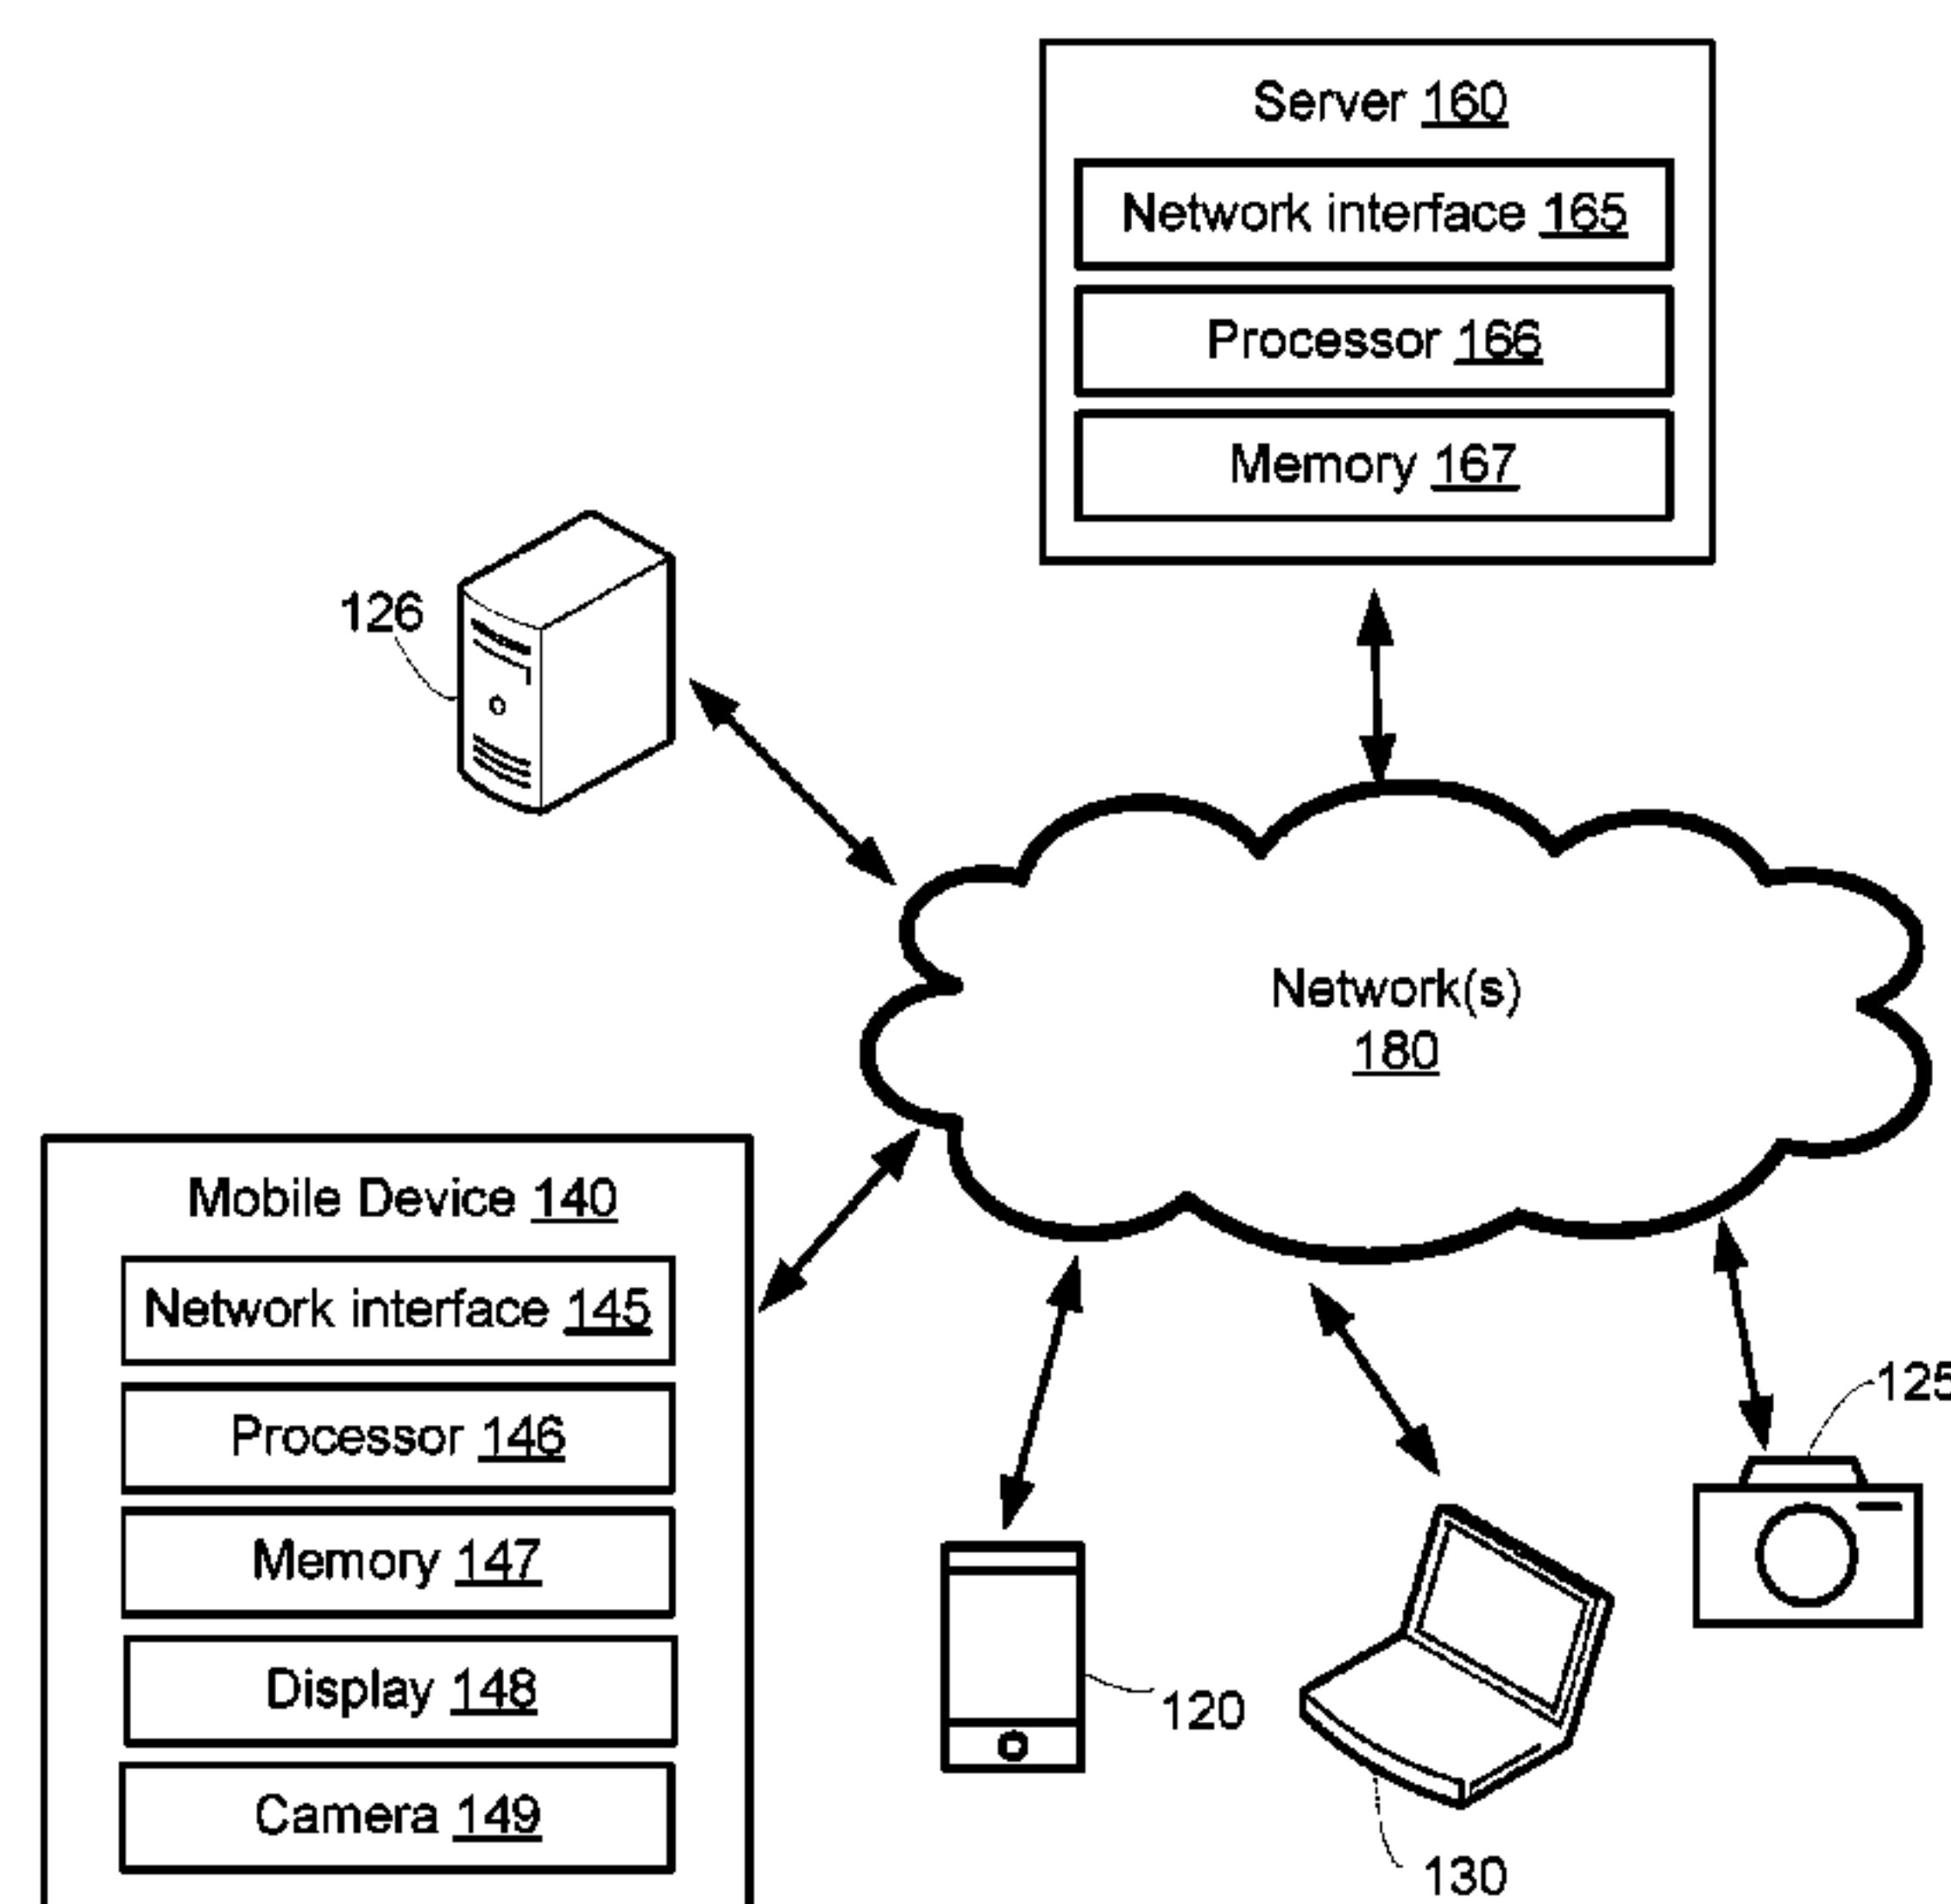 Server 160
Network interface 165
Processor 166
Memory 167
126
Network(s)
180
Mobile Device 140
Network interface 145
Processor 146
Memory 147
Display 148
Camera 149
125
120
130